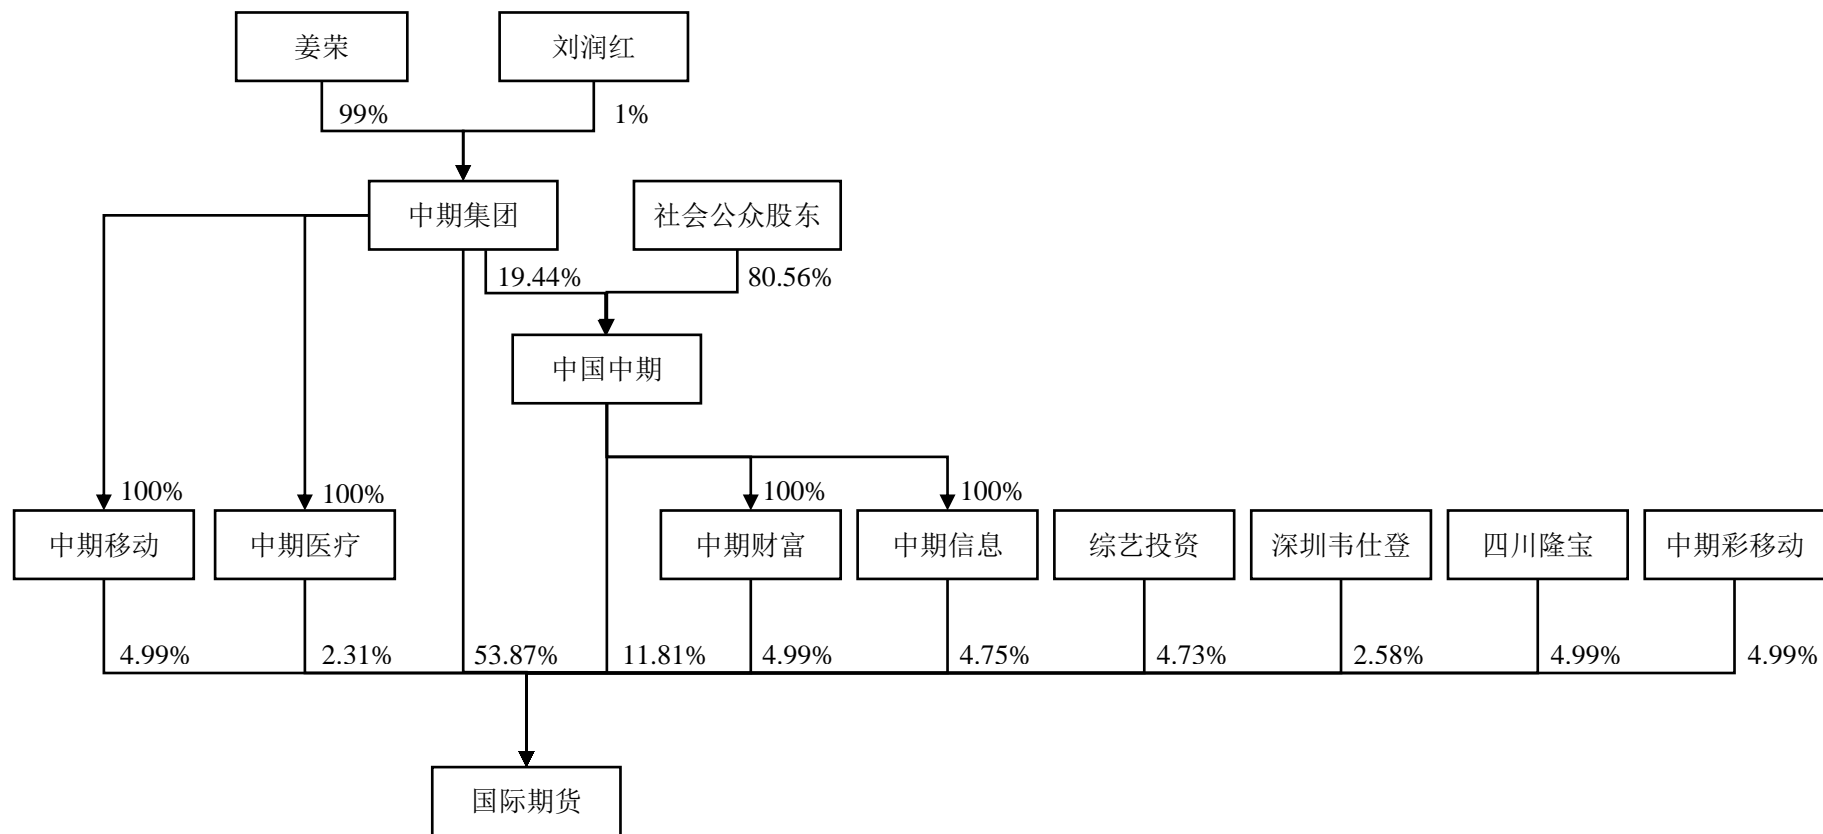 姜荣
刘润红
99%
1%
中期集团
社会公众股东
19.44%
80.56%
中国中期
100%
100%
100%
100%
中期移动
中期医疗
中期财富
中期信息
综艺投资
深圳韦仕登
四川隆宝
中期彩移动
4.99%
2.31%
53.87%
11.81%
4.99%
4.75%
4.73%
2.58%
4.99%
4.99%
国际期货